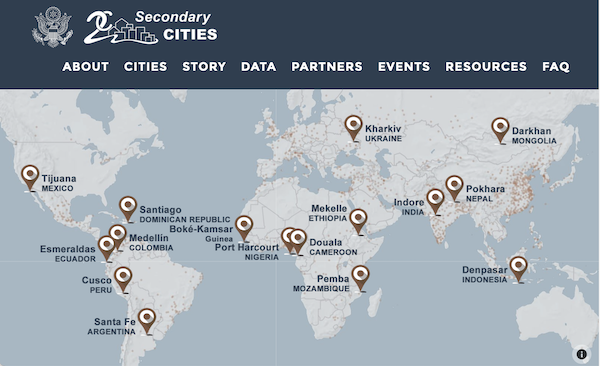 Secondary
CITIES
ABOUT CITIES STORY DATA PARTNERS EVENTS RESOURCES FAQ
Kharkiv
UKRAINE
Darkhan
MONGOLIA
Tijuana
MEXICO
Pokhara
NEPAL
Indore
INDIA
Santiago
DOMINICAN REPUBLIC
Mekelle
ETHIOPIA
Boké-Kamsar
Guinea
Medellín
COLOMBIA
Port Harcourt
NIGERIA
Douala
CAMEROON
Esmeraldas
ECUADOR
Denpasar
INDONESIA
Cusco
PERU
Pemba
MOZAMBIQUE
Santa Fe
ARGENTINA